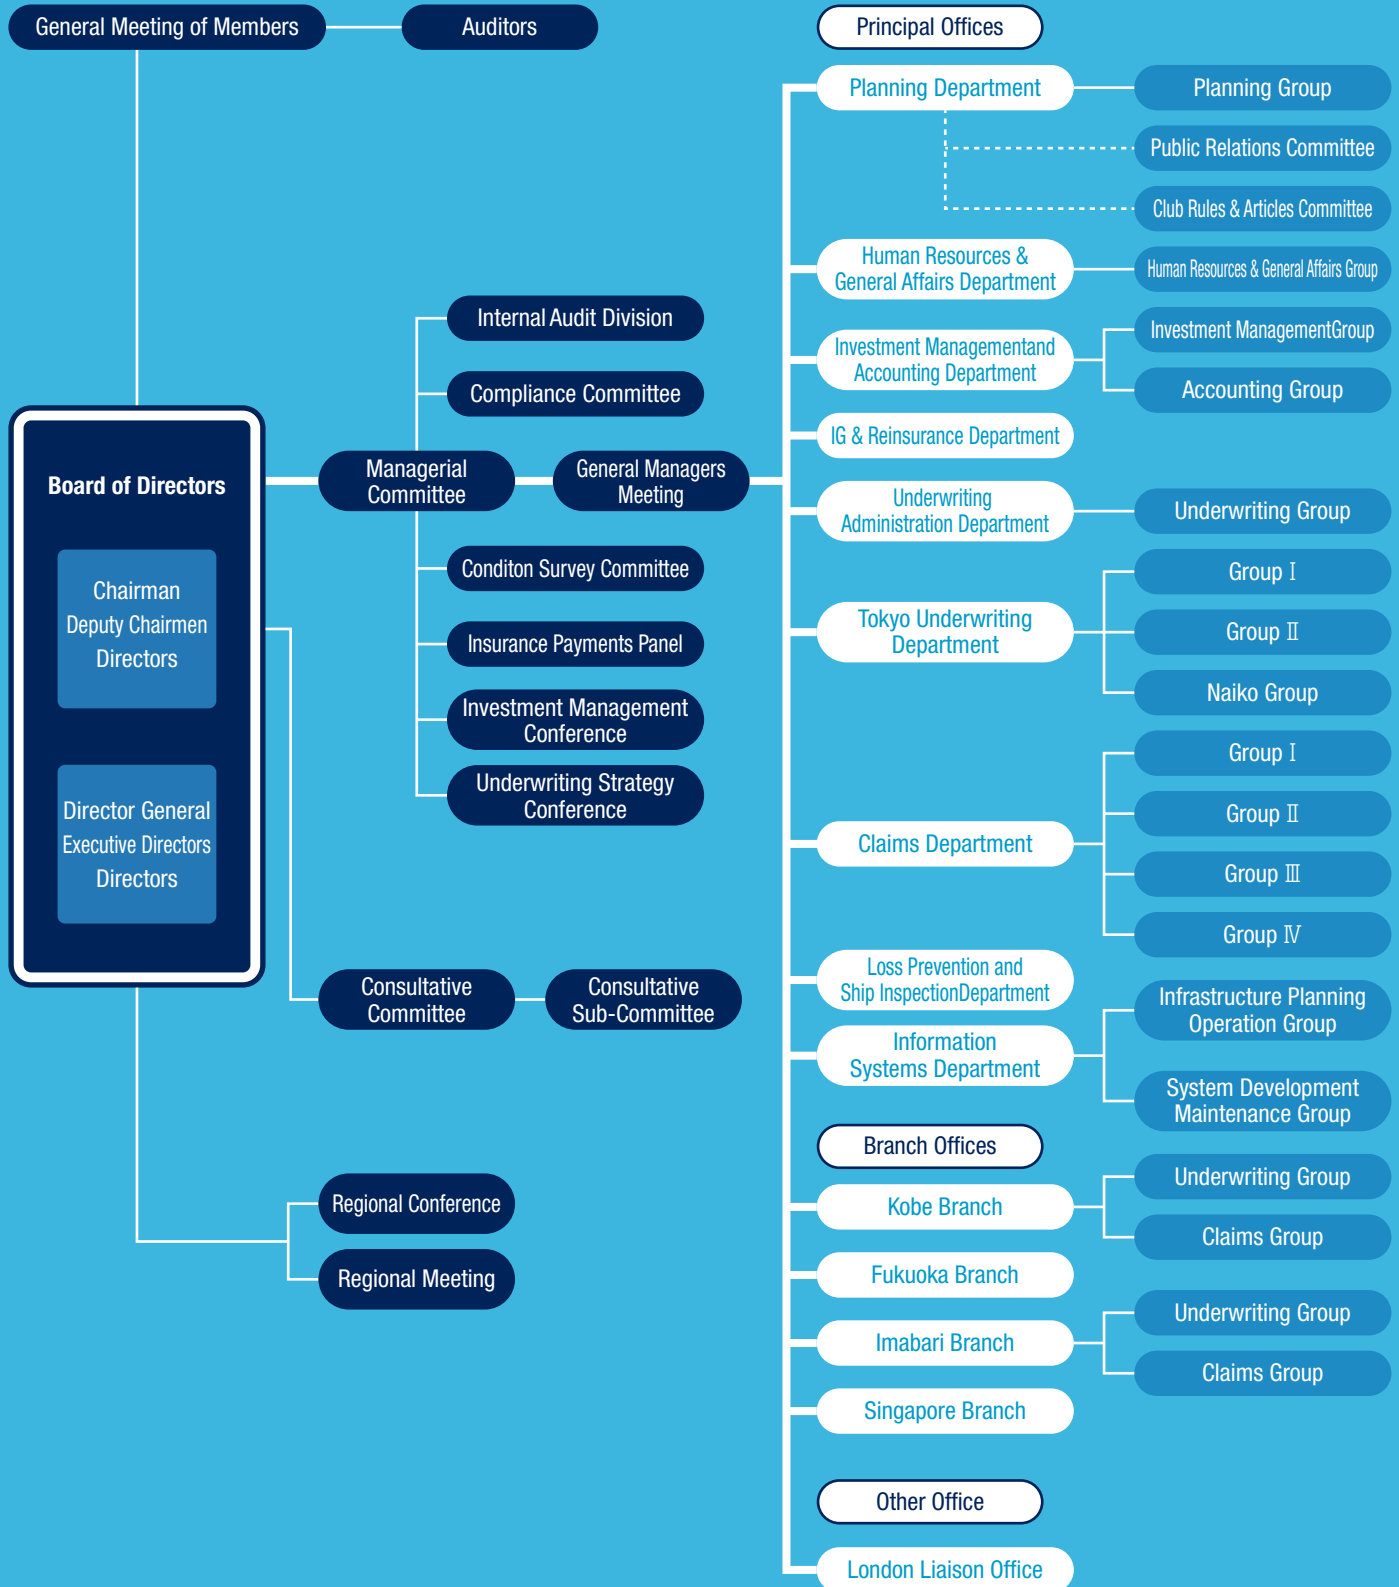 General Meeting of Members
Auditors
Board of Directors
Chairman
Deputy Chairmen
Directors
Director General
Executive Directors
Directors
Internal Audit Division
Compliance Committee
Managerial
Committee
General Managers
Meeting
Conditon Survey Committee
Insurance Payments Panel
Investment Management
Conference
Underwriting Strategy
Conference
Consultative
Committee
Consultative
Sub-Committee
Regional Conference
Regional Meeting
Principal Offices
Planning Department
Planning Group
Public Relations Committee
Club Rules & Articles Committee
Human Resources &
General Affairs Department
Human Resources & General Affairs Group
Investment Managementand
Accounting Department
Investment ManagementGroup
Accounting Group
IG & Reinsurance Department
Underwriting
Administration Department
Underwriting Group
Tokyo Underwriting
Department
Group Ⅰ
Group Ⅱ
Naiko Group
Claims Department
Group Ⅰ
Group Ⅱ
Group Ⅲ
Group Ⅳ
Loss Prevention and
Ship InspectionDepartment
Information
Systems Department
Infrastructure Planning
Operation Group
System Development
Maintenance Group
Branch Offices
Kobe Branch
Underwriting Group
Claims Group
Fukuoka Branch
Imabari Branch
Underwriting Group
Claims Group
Singapore Branch
Other Office
London Liaison Office